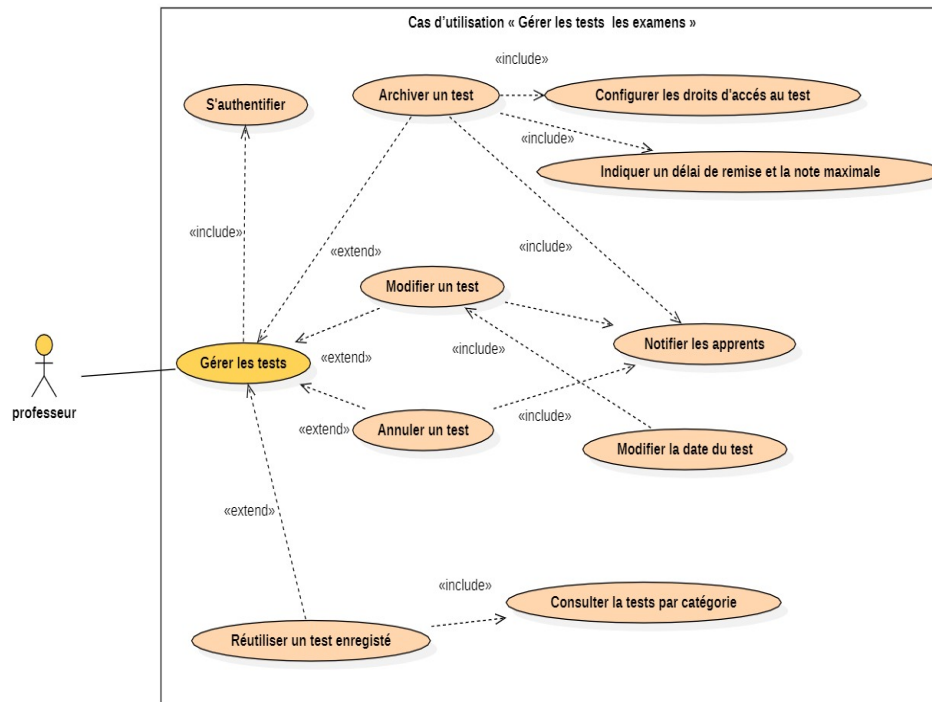 Cas d'utilisation « Gérer les tests les examens »
«include»
S'authentifier
Archiver un test
Configurer les droits d'accés au test
«include»
Indiquer un délai de remise et la note maximale
«include»
«extend»
«include»
Modifier un test
Notifier les apprents
Gérer les tests
«extend»
«include»
professeur
«extend»
Annuler un test
«include»
Modifier la date du test
«extend»
«include»
Consulter la tests par catégorie
Réutiliser un test enregisté